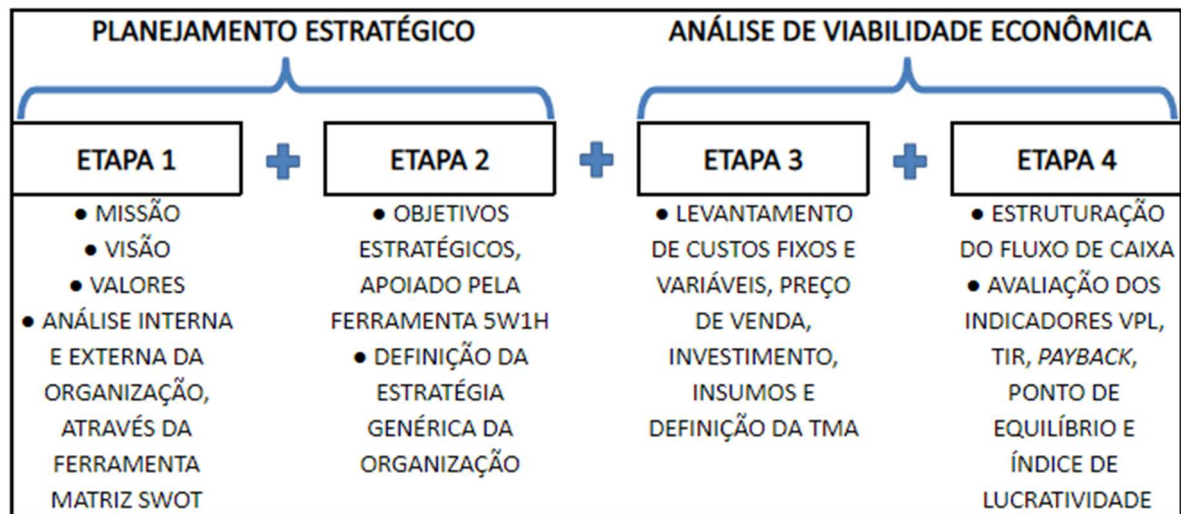 PLANEJAMENTO ESTRATÉGICO
ANÁLISE DE VIABILIDADE ECONÔMICA
ETAPA 1
● MISSÃO
● VISÃO
● VALORES
● ANÁLISE INTERNA
E EXTERNA DA
ORGANIZAÇÃO,
ATRAVÉS DA
FERRAMENTA
MATRIZ SWOT
ETAPA 2
● OBJETIVOS
ESTRATÉGICOS,
APOIADO PELA
FERRAMENTA 5W1H
● DEFINIÇÃO DA
ESTRATÉGIA
GENÉRICA DA
ORGANIZAÇÃO
ETAPA 3
● LEVANTAMENTO
DE CUSTOS FIXOS E
VARIÁVEIS, PREÇO
DE VENDA,
INVESTIMENTO,
INSUMOS E
DEFINIÇÃO DA TMA
ETAPA 4
● ESTRUTURAÇÃO
DO FLUXO DE CAIXA
● AVALIAÇÃO DOS
INDICADORES VPL,
TIR, PAYBACK,
PONTO DE
EQUILÍBRIO E
ÍNDICE DE
LUCRATIVIDADE